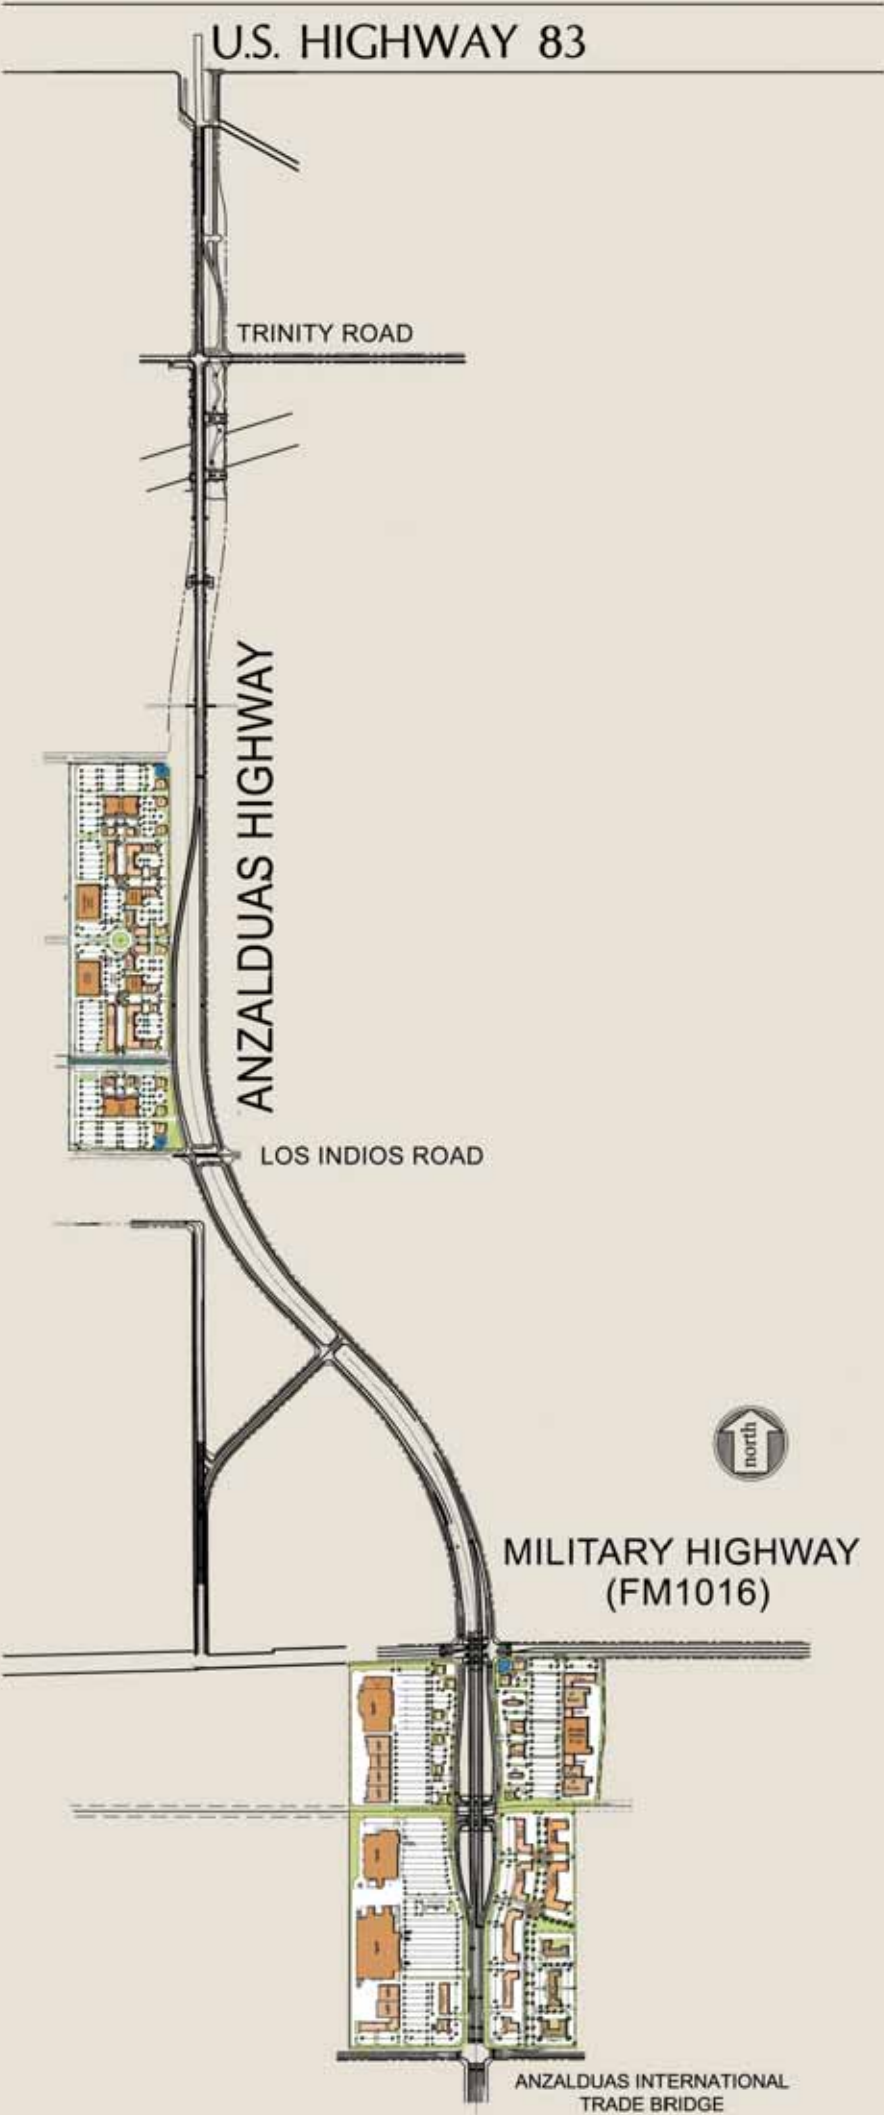 U.S. HIGHWAY 83
TRINITY ROAD
ANZALDUAS HIGHWAY
LOS INDIOS ROAD
north
MILITARY HIGHWAY
(FM1016)
ANZALDUAS INTERNATIONAL
TRADE BRIDGE